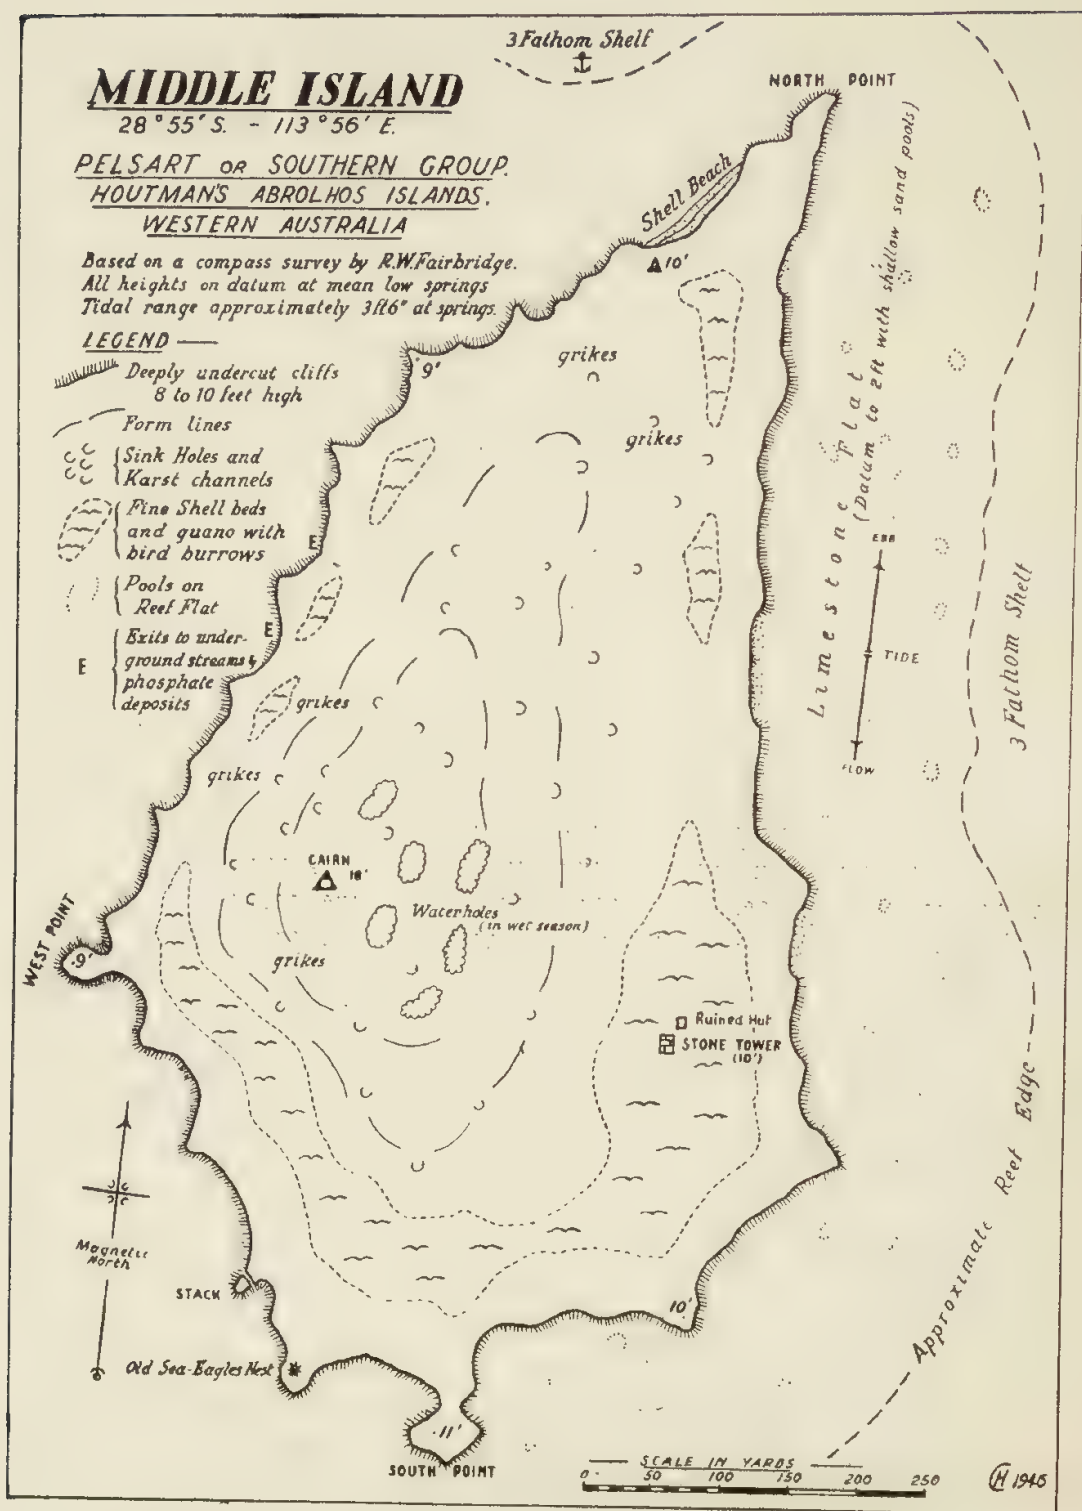 3 Fathom Shelf
NORTH POINT
MIDDLE ISLAND
28°55' S. - 113°56' E.
PELSART OR SOUTHERN GROUP.
HOUTMAN'S ABROLHOS ISLANDS,
WESTERN AUSTRALIA
Based on a compass survey by R.W.Fairbridge.
All heights on datum at mean low springs
Tidal range approximately 3ft6" at springs.
LEGEND
Deeply undercut cliffs
8 to 10 feet high
Form lines
Sink Holes and
Karst channels
Fine Shell beds
and guano with
bird burrows
Pools on
Reef Flat
E
Exits to under-
ground streams &
phosphate
deposits
Shell Beach
10'
9'
grikes
grikes
E
E
grikes
grikes
Limestone Flat
(Datum to 2ft with shallow sand pools)
EBB
TIDE
FLOW
3 Fathom Shelf
CAIRN
18'
Waterholes
(in wet season)
grikes
WEST POINT
9'
Ruined Hut
STONE TOWER
(10')
Magnetic
North
STACK
Old Sea-Eagles Nest
10'
11'
SOUTH POINT
Approximate Reef Edge
SCALE IN YARDS
0 50 100 150 200 250
CH 1946